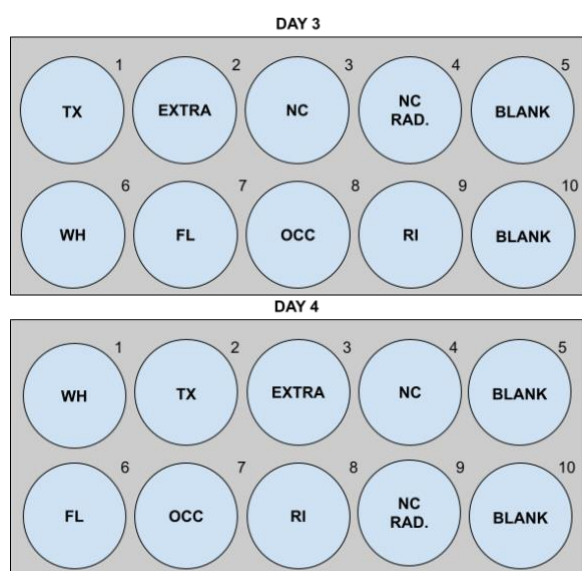 DAY 3
1 2 3 4 5
TX EXTRA NC NC RAD. BLANK
6 7 8 9 10
WH FL OCC RI BLANK
DAY 4
1 2 3 4 5
WH TX EXTRA NC BLANK
6 7 8 9 10
FL OCC RI NC RAD. BLANK